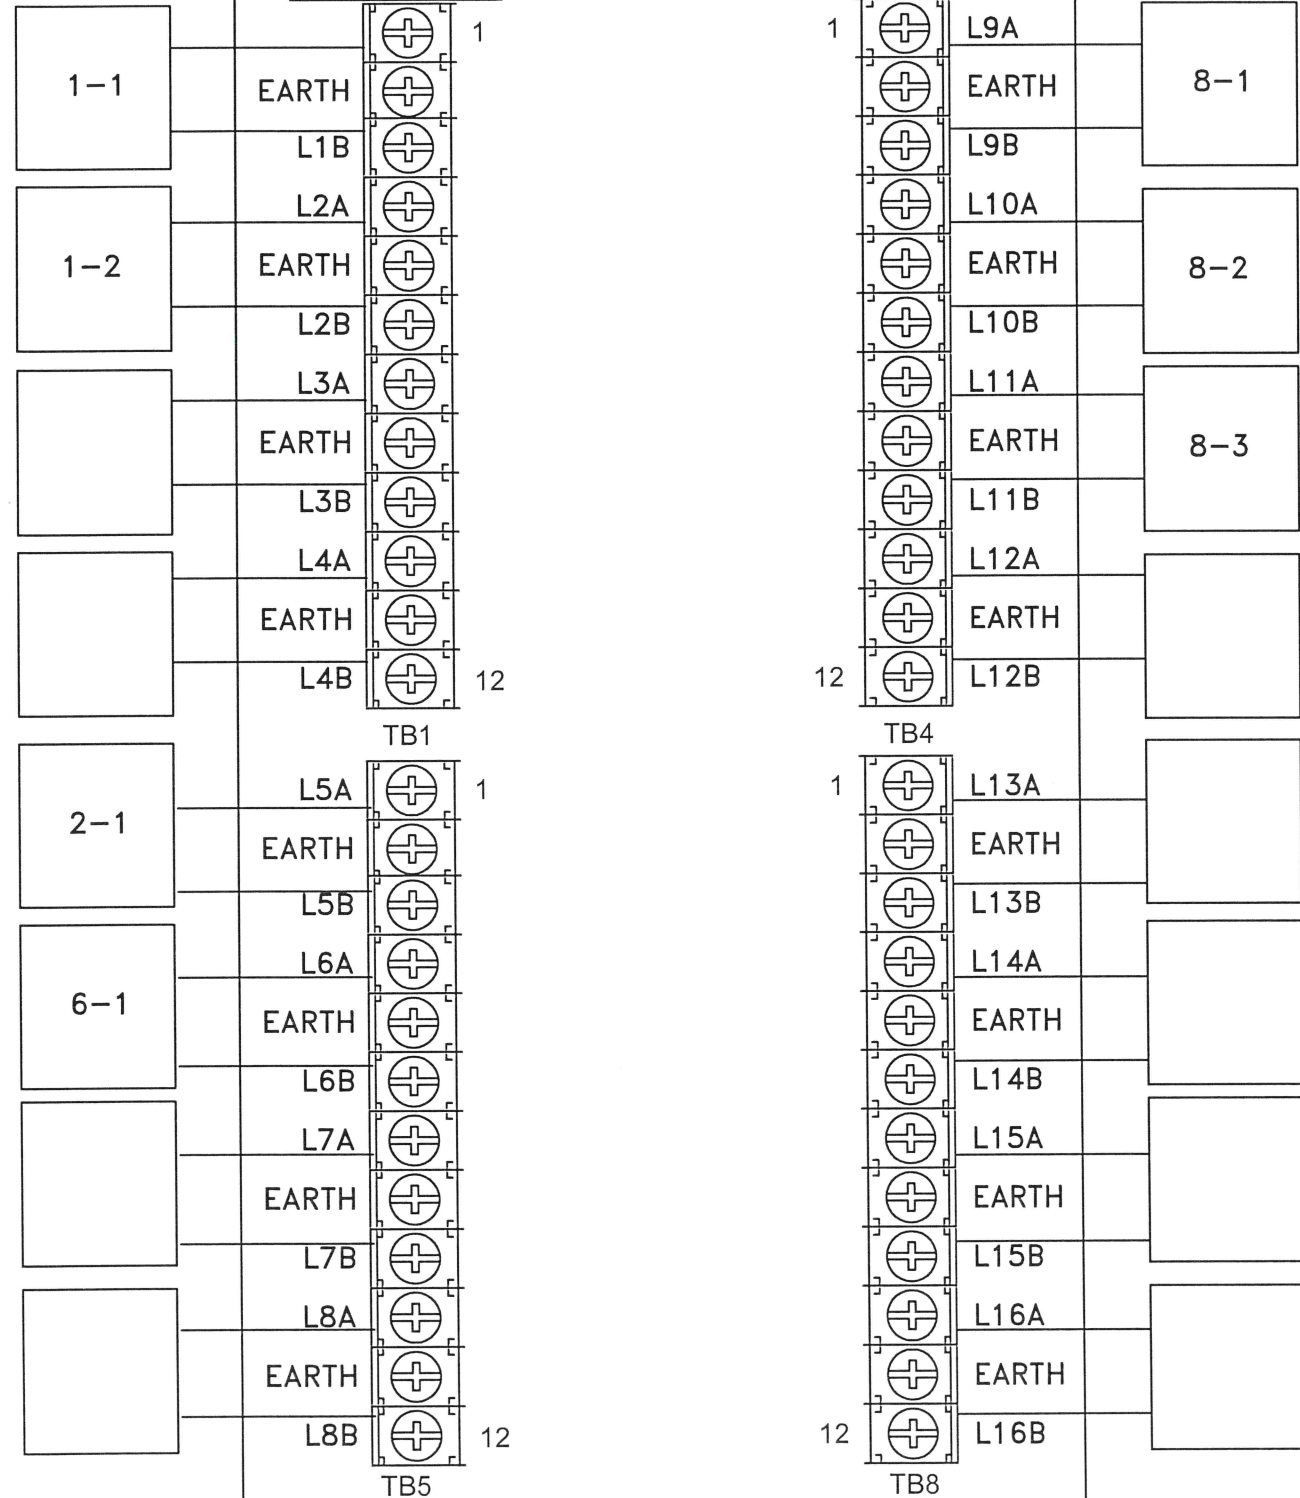 1
1-1
EARTH
L1B
L2A
1-2
EARTH
L2B
L3A
EARTH
L3B
L4A
EARTH
L4B
12
TB1
L5A
1
2-1
EARTH
L5B
L6A
6-1
EARTH
L6B
L7A
EARTH
L7B
L8A
EARTH
L8B
12
TB5
1
L9A
EARTH
8-1
L9B
L10A
EARTH
8-2
L10B
L11A
EARTH
8-3
L11B
L12A
EARTH
12
L12B
TB4
1
L13A
EARTH
L13B
L14A
EARTH
L14B
L15A
EARTH
L15B
L16A
EARTH
12
L16B
TB8